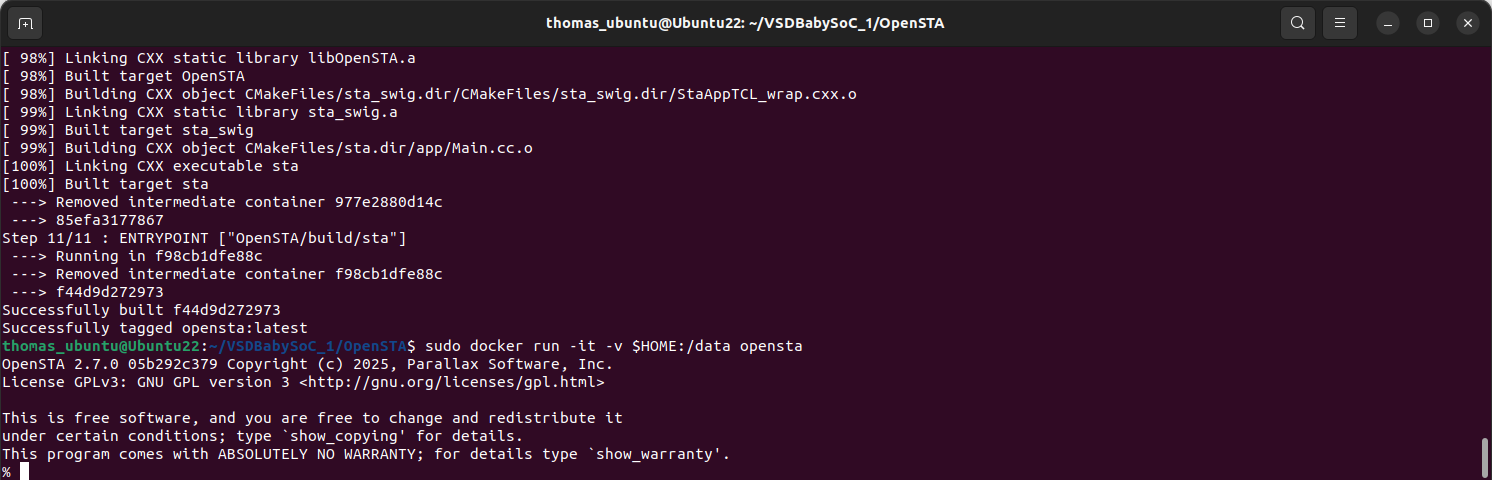 thomas_ubuntu@Ubuntu22: ~/VSDBabySoC_1/OpenSTA
[ 98%] Linking CXX static library libOpenSTA.a
[ 98%] Built target OpenSTA
[ 98%] Building CXX object CMakeFiles/sta_swig.dir/CMakeFiles/sta_swig.dir/StaAppTCL_wrap.cxx.o
[ 99%] Linking CXX static library sta_swig.a
[ 99%] Built target sta_swig
[ 99%] Building CXX object CMakeFiles/sta.dir/app/Main.cc.o
[100%] Linking CXX executable sta
[100%] Built target sta
 ---> Removed intermediate container 977e2880d14c
 ---> 85efa3177867
Step 11/11 : ENTRYPOINT ["OpenSTA/build/sta"]
 ---> Running in f98cb1dfe88c
 ---> Removed intermediate container f98cb1dfe88c
 ---> f44d9d272973
Successfully built f44d9d272973
Successfully tagged opensta:latest
thomas_ubuntu@Ubuntu22:~/VSDBabySoC_1/OpenSTA$ sudo docker run -it -v $HOME:/data opensta
OpenSTA 2.7.0 05b292c379 Copyright (c) 2025, Parallax Software, Inc.
License GPLv3: GNU GPL version 3 <http://gnu.org/licenses/gpl.html>

This is free software, and you are free to change and redistribute it
under certain conditions; type `show_copying' for details.
This program comes with ABSOLUTELY NO WARRANTY; for details type `show_warranty'.
%